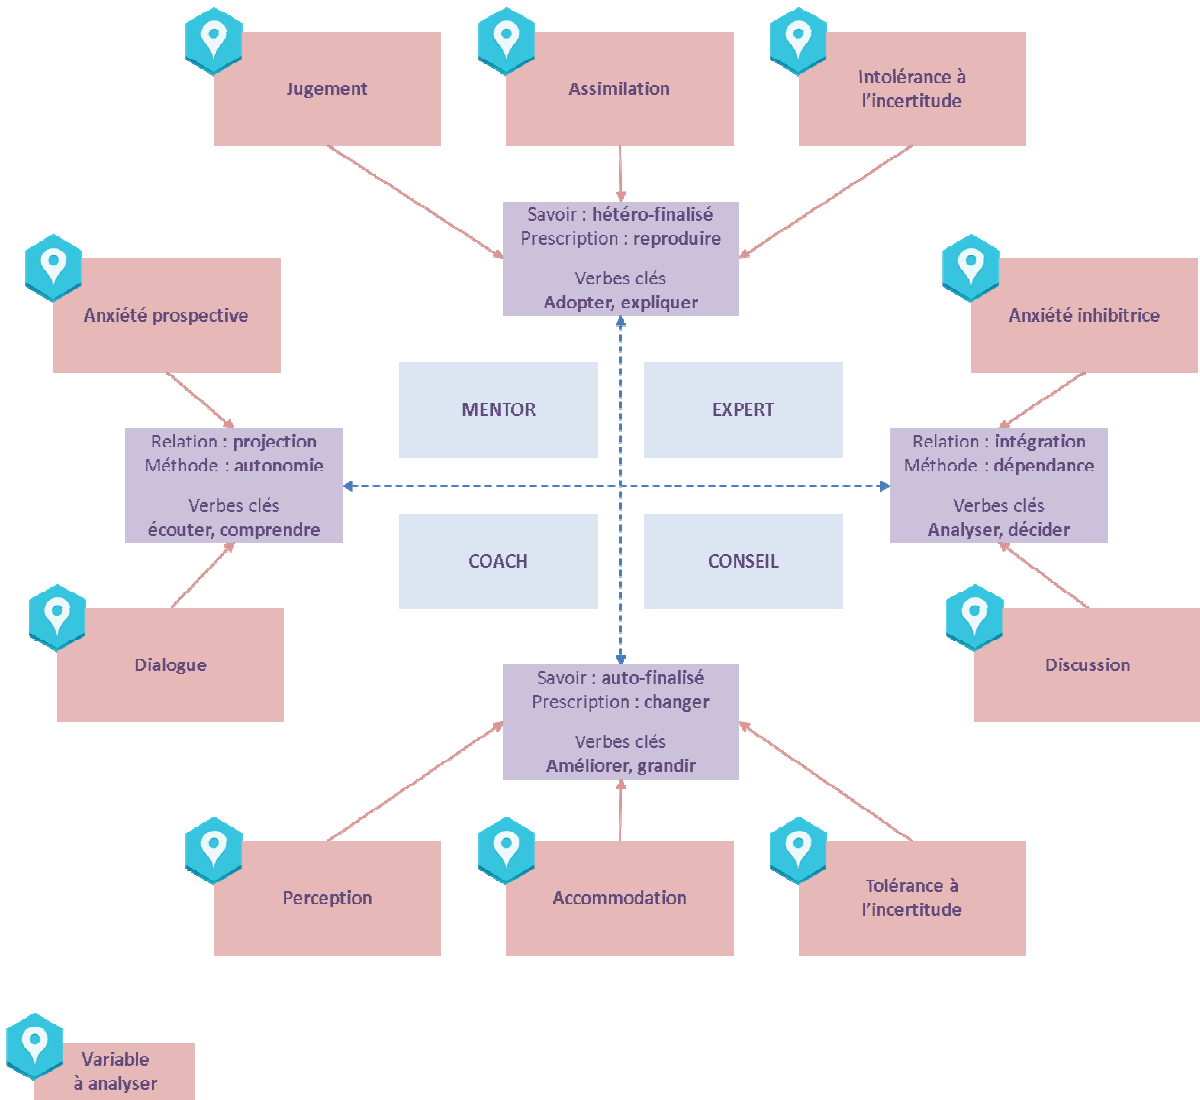 Jugement
Assimilation
Intolérance à
l’incertitude
Savoir : hétéro-finalisé
Prescription : reproduire
Verbes clés
Adopter, expliquer
Anxiété prospective
Anxiété inhibitrice
MENTOR
EXPERT
Relation : projection
Méthode : autonomie
Verbes clés
écouter, comprendre
Relation : intégration
Méthode : dépendance
Verbes clés
Analyser, décider
COACH
CONSEIL
Dialogue
Discussion
Savoir : auto-finalisé
Prescription : changer
Verbes clés
Améliorer, grandir
Perception
Accommodation
Tolérance à
l’incertitude
Variable
à analyser